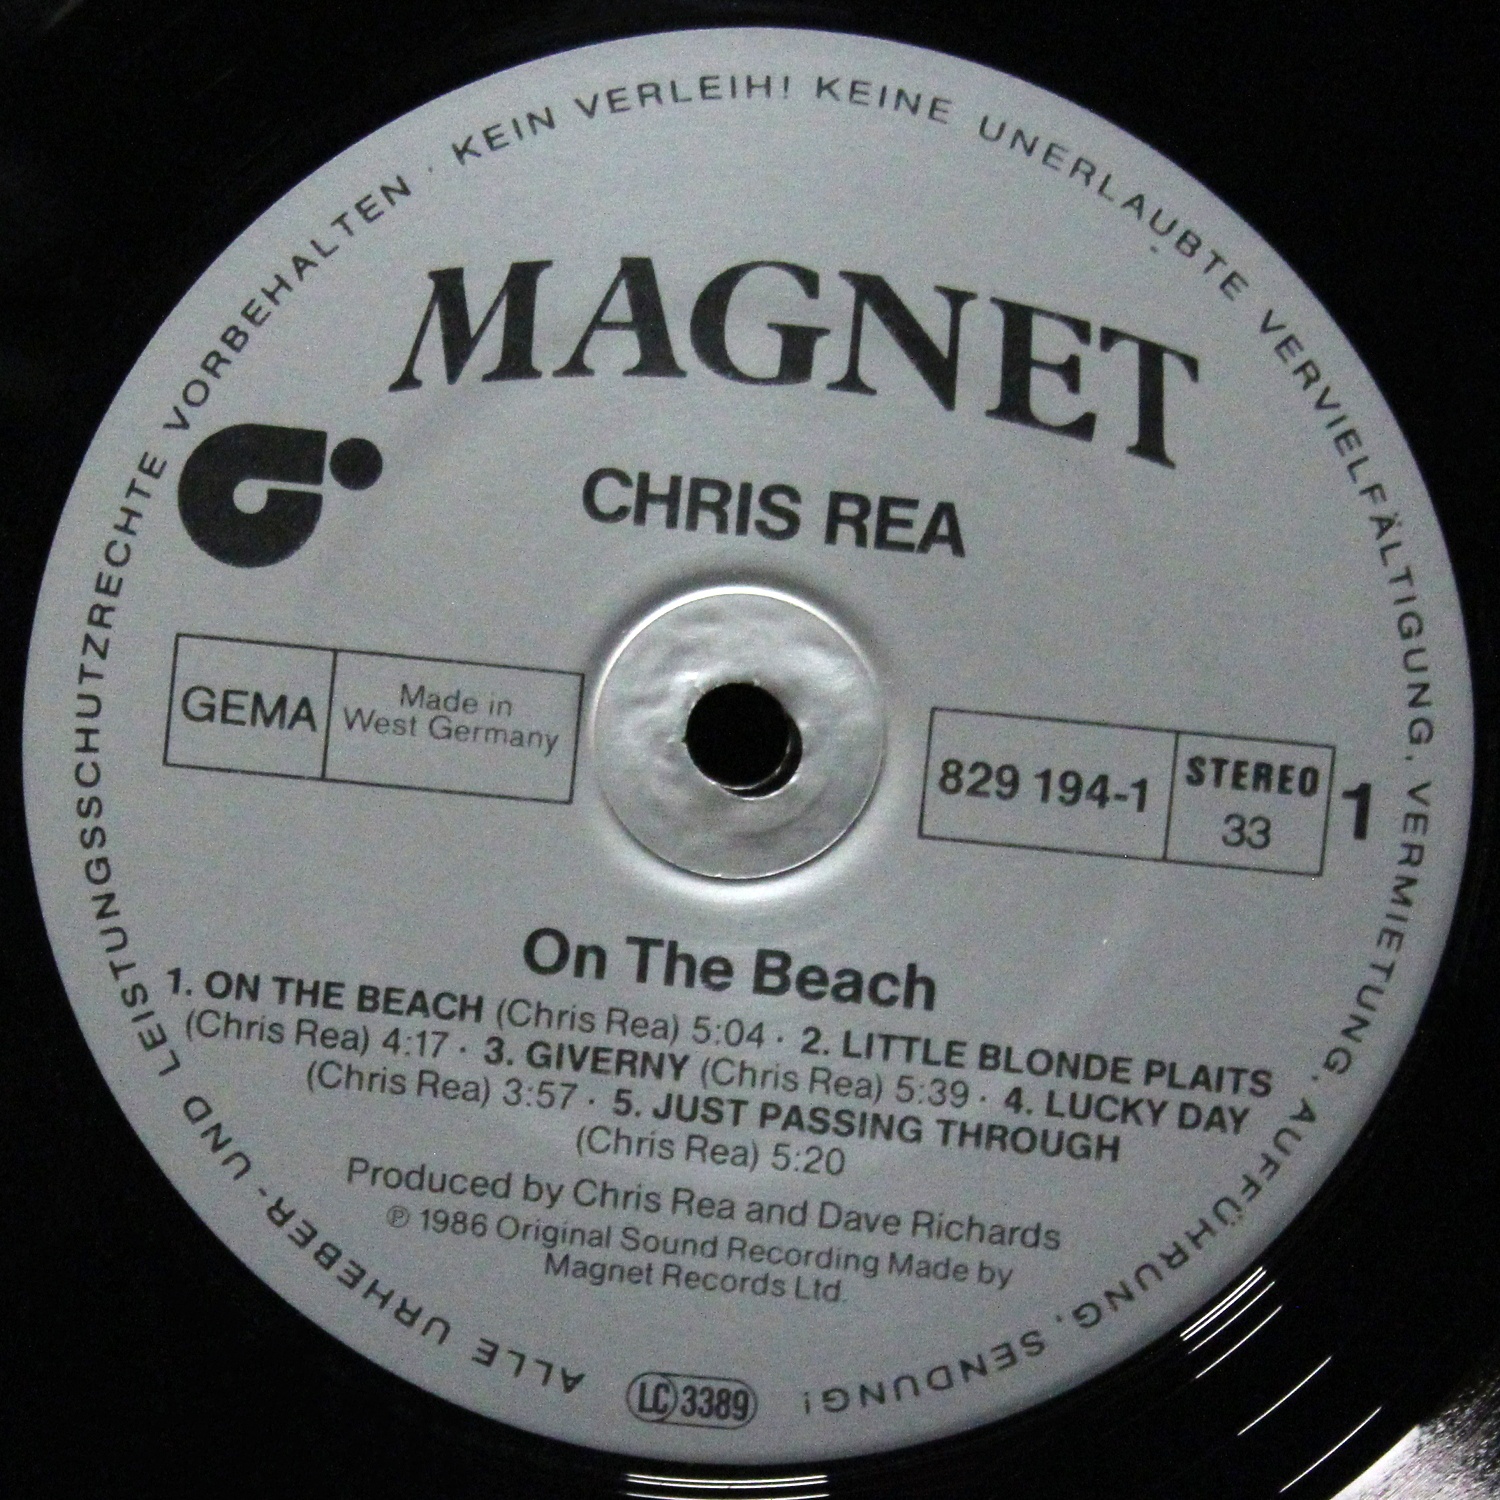 ALLE URHEBER- UND LEISTUNGSSCHUTZRECHTE VORBEHALTEN · KEIN VERLEIH! KEINE UNERLAUBTE VERVIELFÄLTIGUNG, VERMIETUNG, AUFFÜHRUNG, SENDUNG!
MAGNET
CHRIS REA
GEMA
Made in
West Germany
829 194-1
STEREO
33
1
On The Beach
1. ON THE BEACH (Chris Rea) 5:04 · 2. LITTLE BLONDE PLAITS
(Chris Rea) 4:17 · 3. GIVERNY (Chris Rea) 5:39 · 4. LUCKY DAY
(Chris Rea) 3:57 · 5. JUST PASSING THROUGH
(Chris Rea) 5:20
Produced by Chris Rea and Dave Richards
℗ 1986 Original Sound Recording Made by
Magnet Records Ltd.
LC 3389